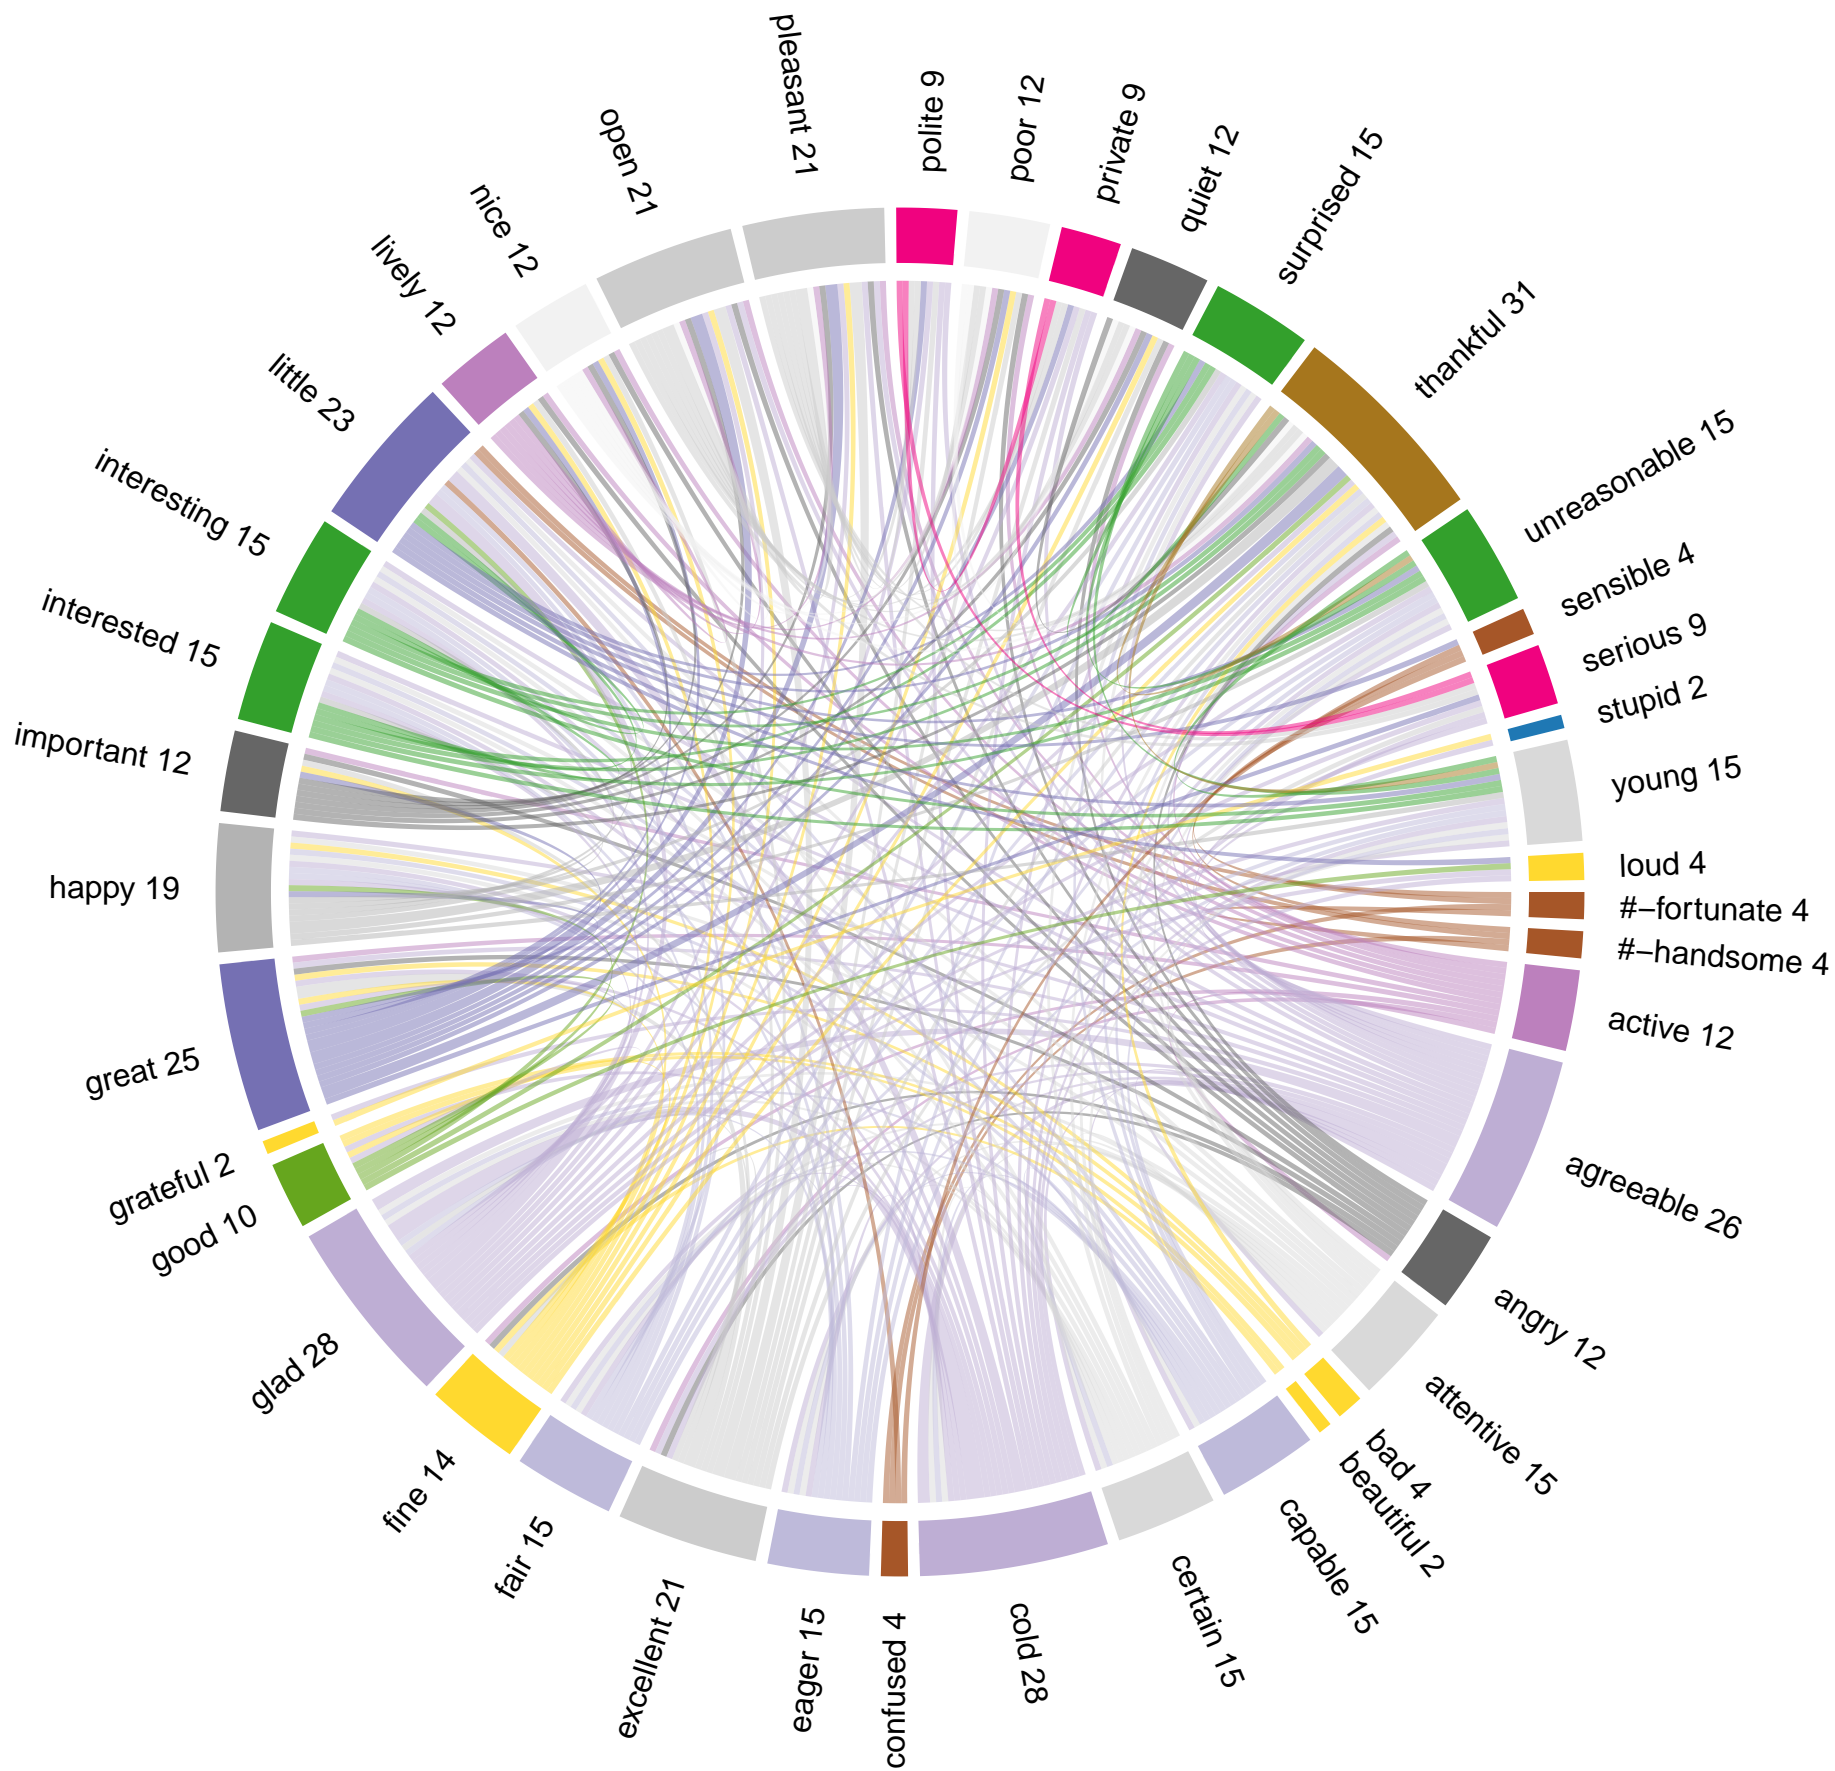 pleasant 21
polite 9
poor 12
private 9
quiet 12
surprised 15
thankful 31
unreasonable 15
sensible 4
serious 9
stupid 2
young 15
loud 4
#−fortunate 4
#−handsome 4
active 12
agreeable 26
angry 12
attentive 15
bad 4
beautiful 2
capable 15
certain 15
cold 28
confused 4
eager 15
excellent 21
fair 15
fine 14
glad 28
good 10
grateful 2
great 25
happy 19
important 12
interested 15
interesting 15
little 23
lively 12
nice 12
open 21